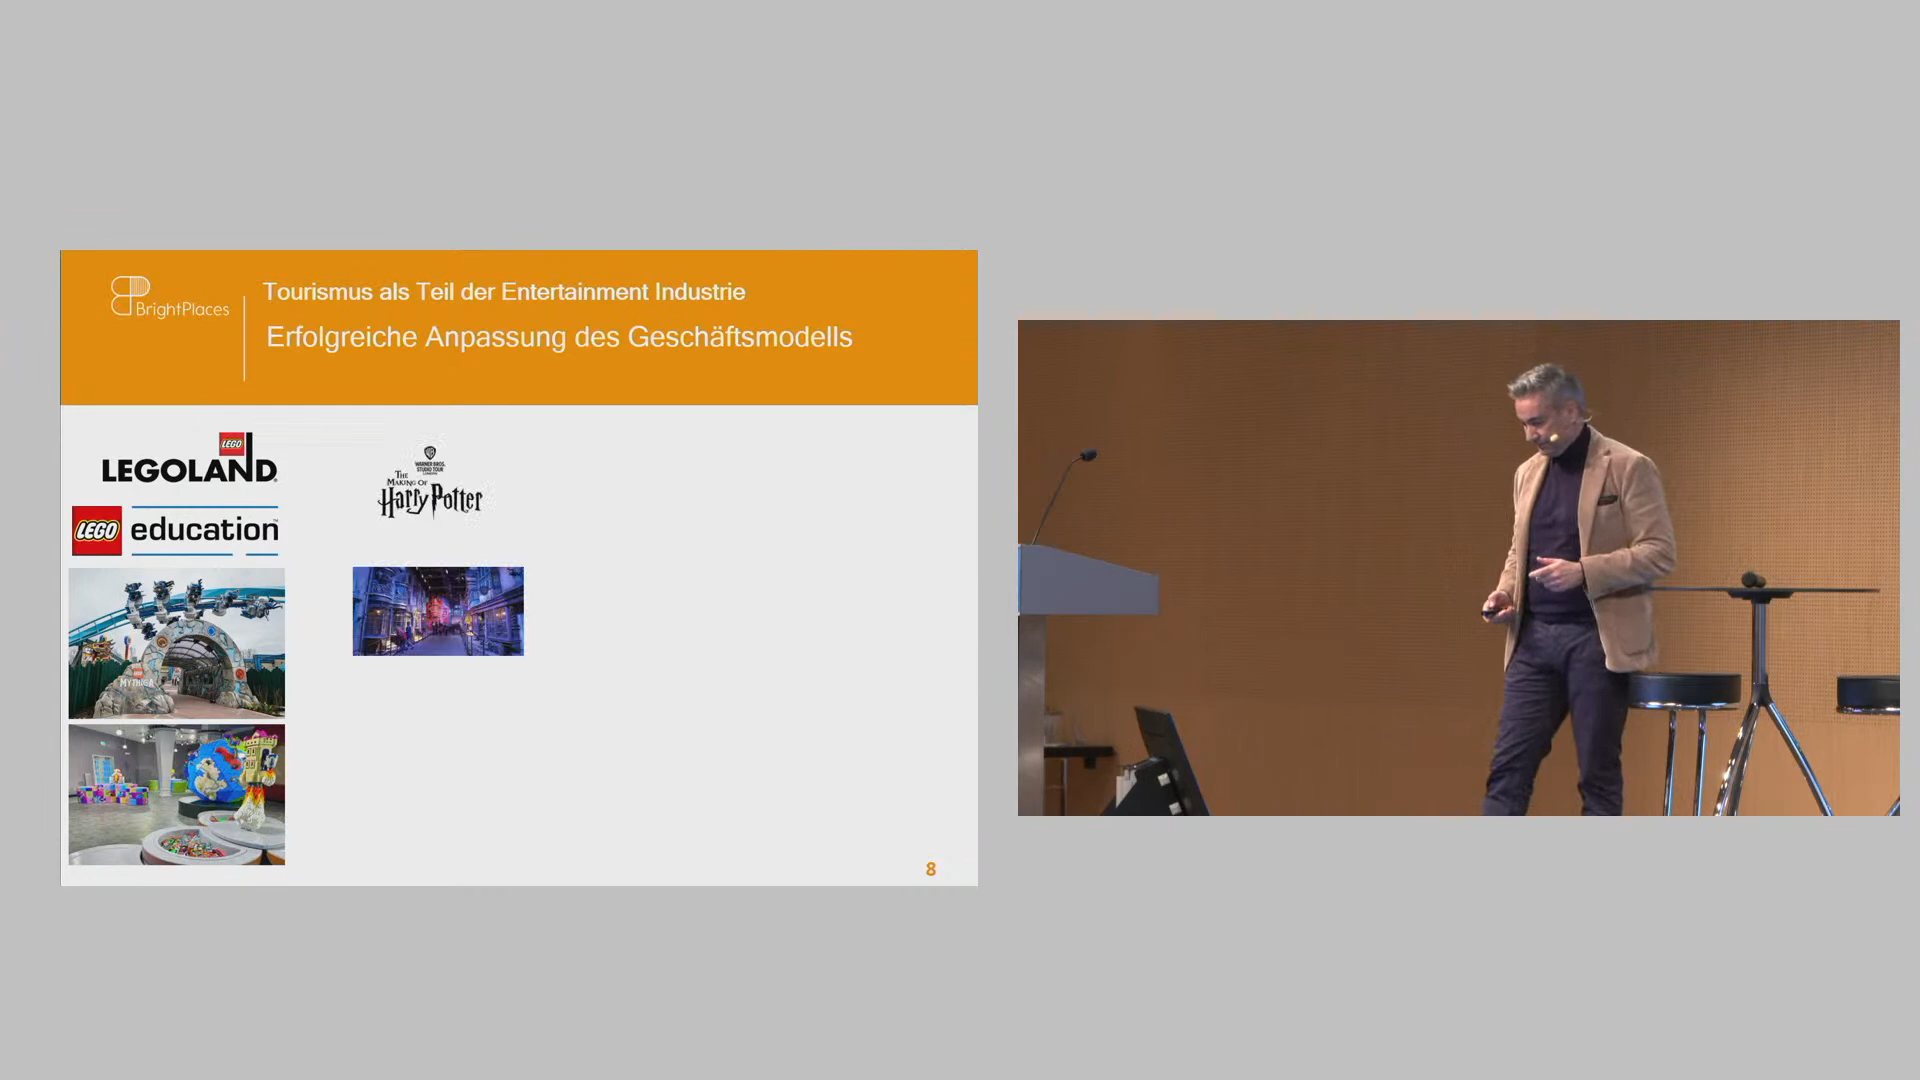 BrightPlaces
Tourismus als Teil der Entertainment Industrie
Erfolgreiche Anpassung des Geschäftsmodells
LEGO
LEGOLAND
LEGO education
MYTHICA
WARNER BROS.
STUDIO TOUR
LONDON
THE
MAKING OF
Harry Potter
8